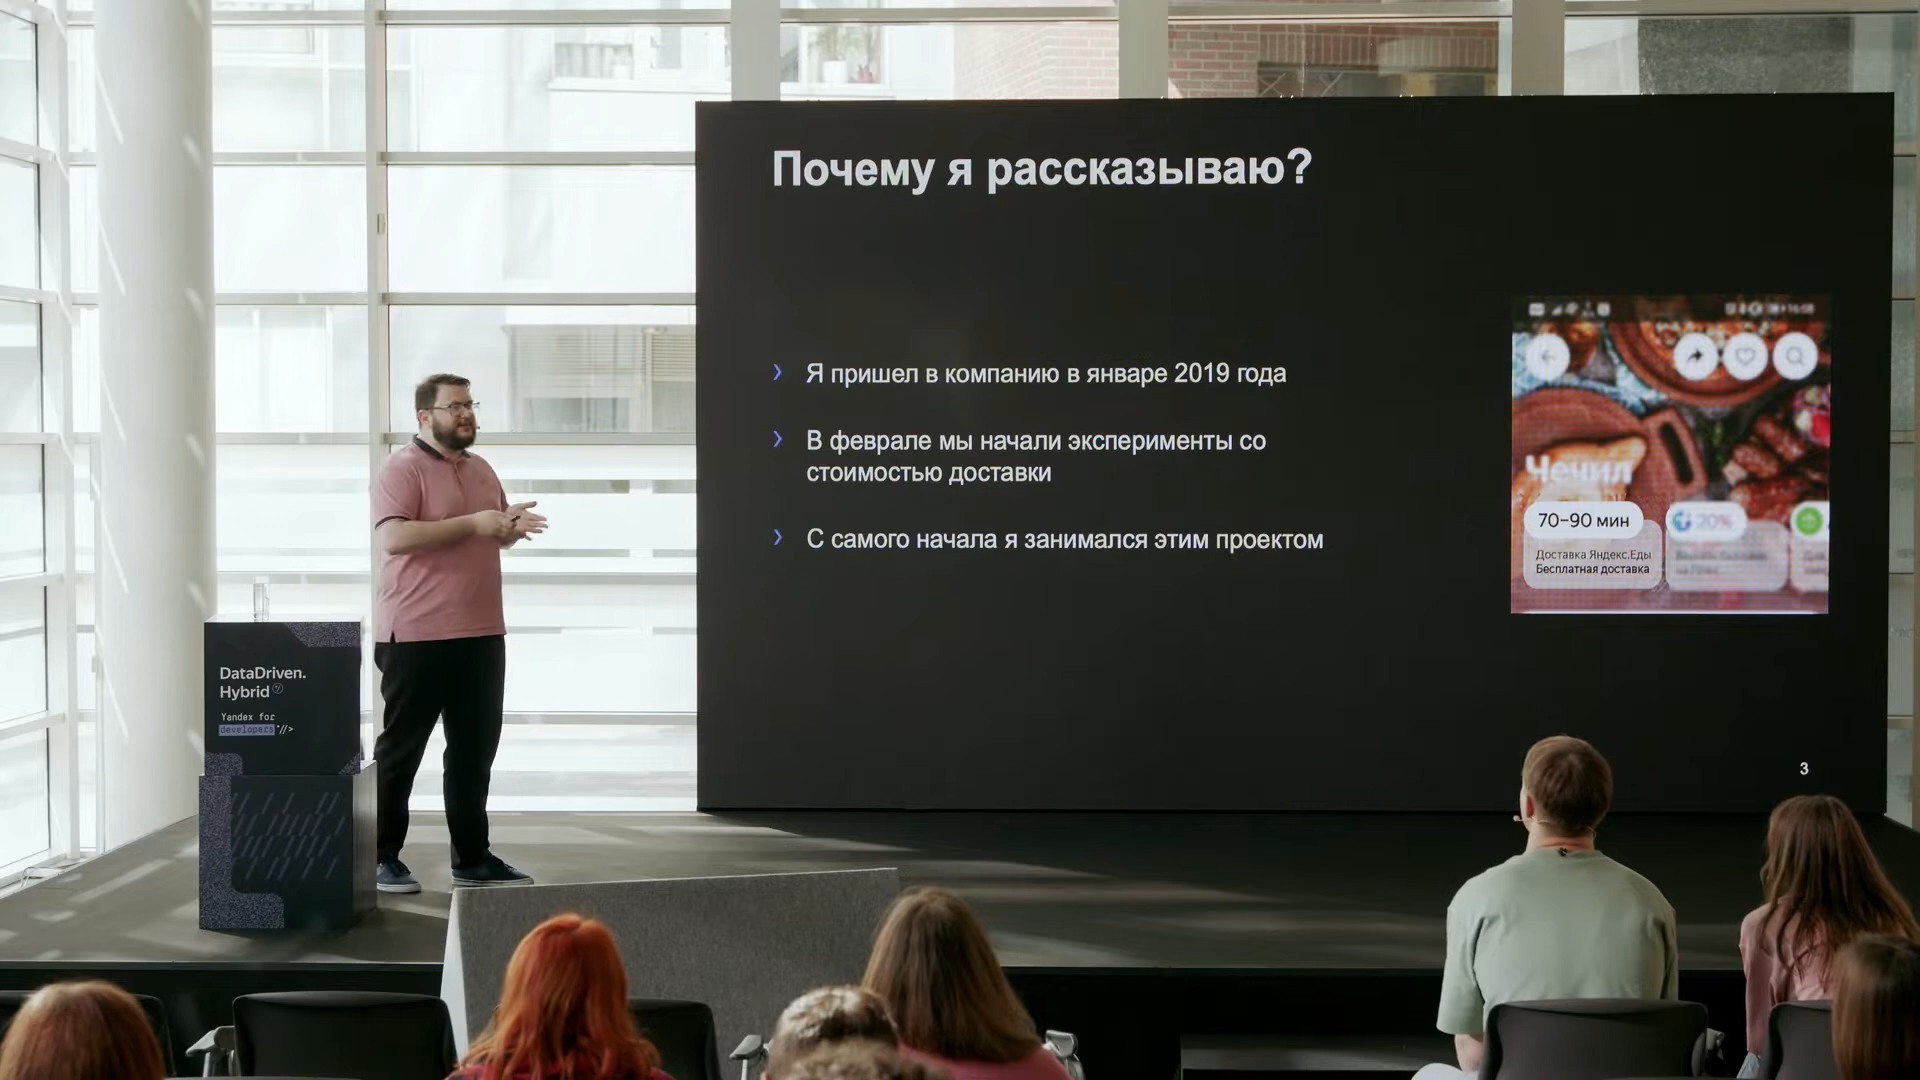 Почему я рассказываю?
Я пришел в компанию в январе 2019 года
В феврале мы начали эксперименты со
стоимостью доставки
С самого начала я занимался этим проектом
Чечил
70–90 мин
20%
Доставка Яндекс.Еды
Бесплатная доставка
3
DataDriven.
Hybrid
Yandex for
developers